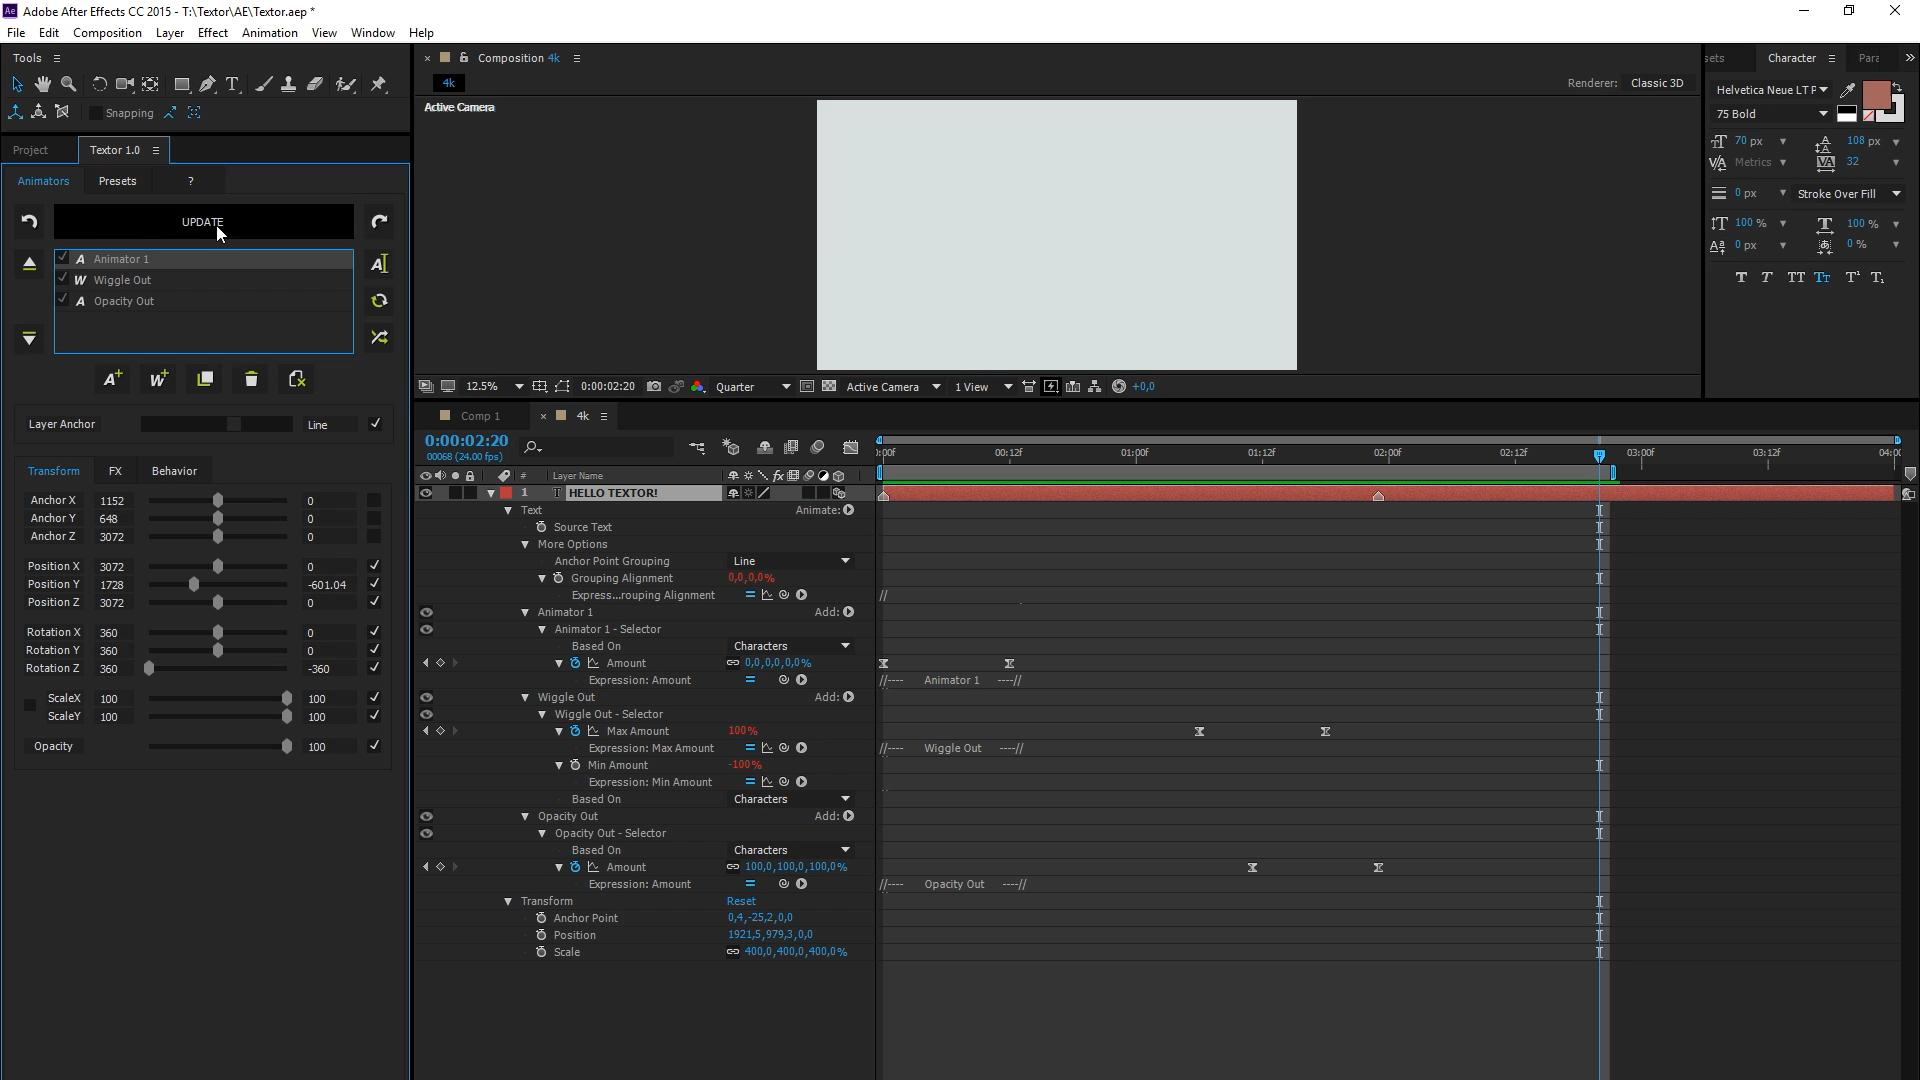 Ae Adobe After Effects CC 2015 - T:\Textor\AE\Textor.aep *
File Edit Composition Layer Effect Animation View Window Help
Tools
Snapping
Project Textor 1.0
Animators Presets ?
UPDATE
A Animator 1
W Wiggle Out
A Opacity Out
A+ W+
Layer Anchor Line
Transform FX Behavior
Anchor X 1152 0
Anchor Y 648 0
Anchor Z 3072 0
Position X 3072 0
Position Y 1728 -601.04
Position Z 3072 0
Rotation X 360 0
Rotation Y 360 0
Rotation Z 360 -360
ScaleX 100 100
ScaleY 100 100
Opacity 100
Composition 4k
4k Renderer: Classic 3D
Active Camera
12.5% 0:00:02:20 Quarter Active Camera 1 View +0,0
sets Character Para »
Helvetica Neue LT P
75 Bold
70 px 108 px
Metrics 32
0 px Stroke Over Fill
100 % 100 %
0 px 0 %
T T TT Tt T¹ T₁
Comp 1 4k
0:00:02:20
00068 (24.00 fps)
):00f 00:12f 01:00f 01:12f 02:00f 02:12f 03:00f 03:12f 04:00
# Layer Name
1 T HELLO TEXTOR!
Text Animate:
Source Text
More Options
Anchor Point Grouping Line
Grouping Alignment 0,0,0,0%
Express...rouping Alignment //
Animator 1 Add:
Animator 1 - Selector
Based On Characters
Amount 0,0,0,0,0,0%
Expression: Amount //---- Animator 1 ----//
Wiggle Out Add:
Wiggle Out - Selector
Max Amount 100%
Expression: Max Amount //---- Wiggle Out ----//
Min Amount -100%
Expression: Min Amount
Based On Characters
Opacity Out Add:
Opacity Out - Selector
Based On Characters
Amount 100,0,100,0,100,0%
Expression: Amount //---- Opacity Out ----//
Transform Reset
Anchor Point 0,4,-25,2,0,0
Position 1921,5,979,3,0,0
Scale 400,0,400,0,400,0%